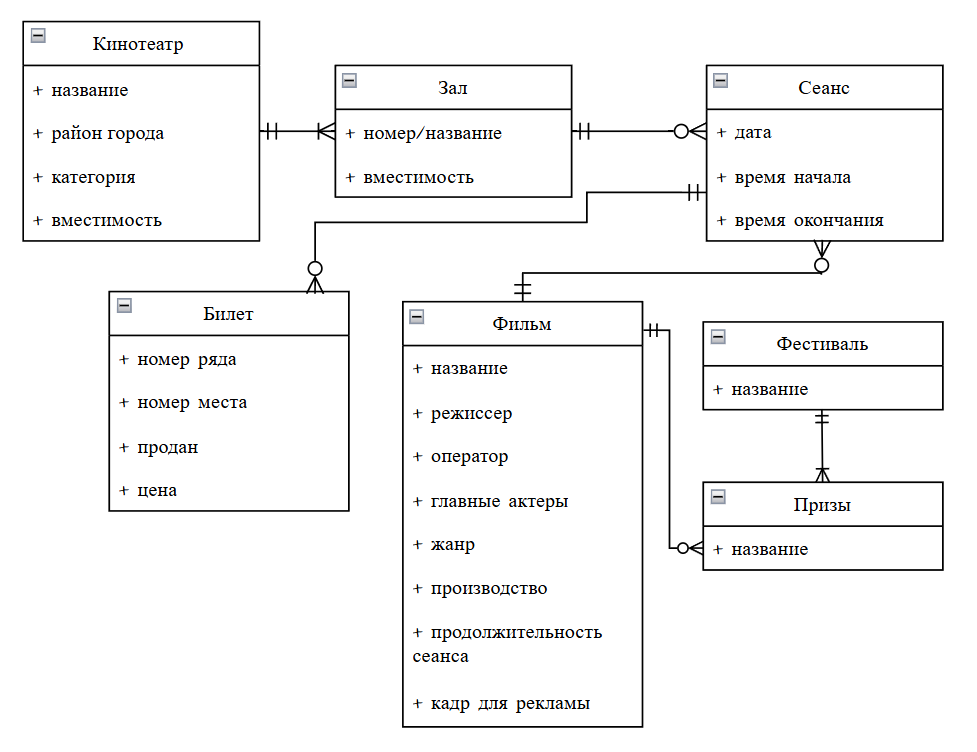 Кинотеатр
+ название
+ район города
+ категория
+ вместимость
Зал
+ номер/название
+ вместимость
Сеанс
+ дата
+ время начала
+ время окончания
Билет
+ номер ряда
+ номер места
+ продан
+ цена
Фильм
+ название
+ режиссер
+ оператор
+ главные актеры
+ жанр
+ производство
+ продолжительность
сеанса
+ кадр для рекламы
Фестиваль
+ название
Призы
+ название